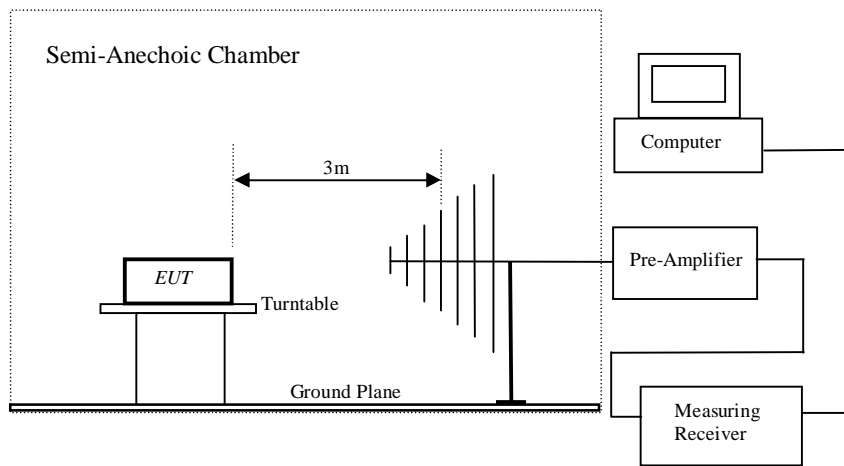 Semi-Anechoic Chamber
Computer
3m
Pre-Amplifier
EUT
Turntable
Ground Plane
Measuring
Receiver